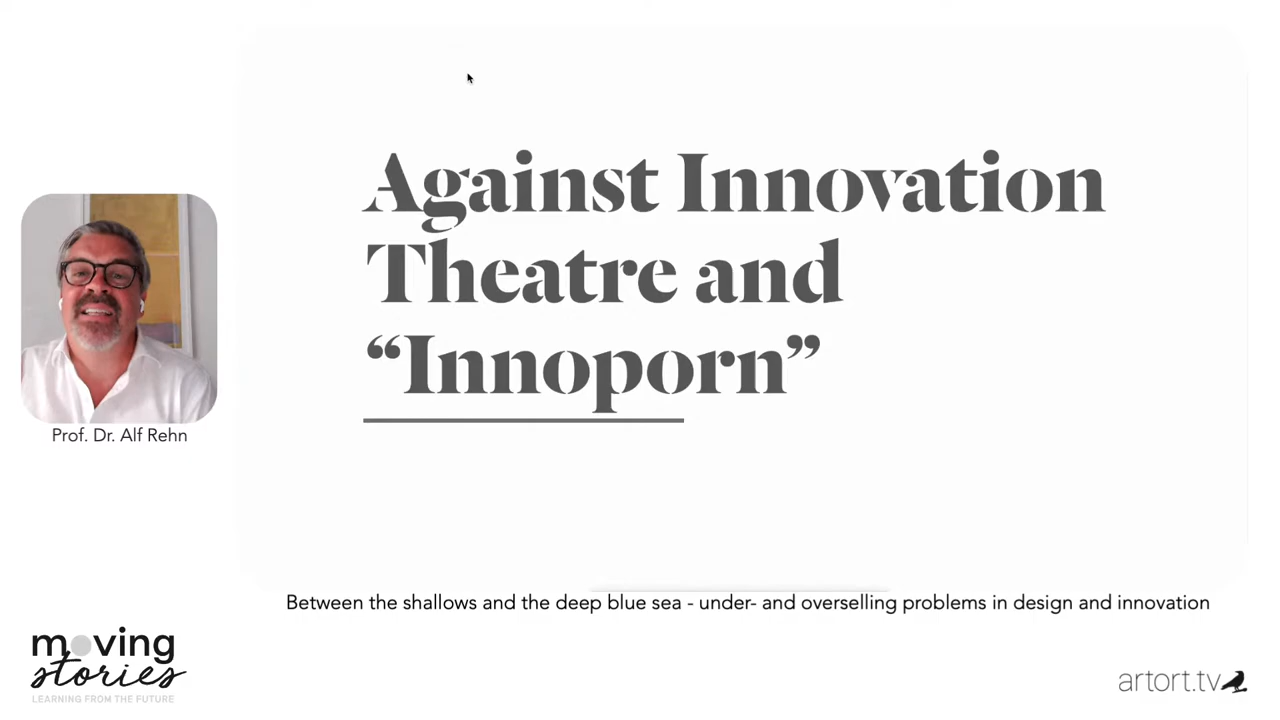 Against Innovation
Theatre and
“Innoporn”
Prof. Dr. Alf Rehn
Between the shallows and the deep blue sea - under- and overselling problems in design and innovation
moving
stories
LEARNING FROM THE FUTURE
artort.tv